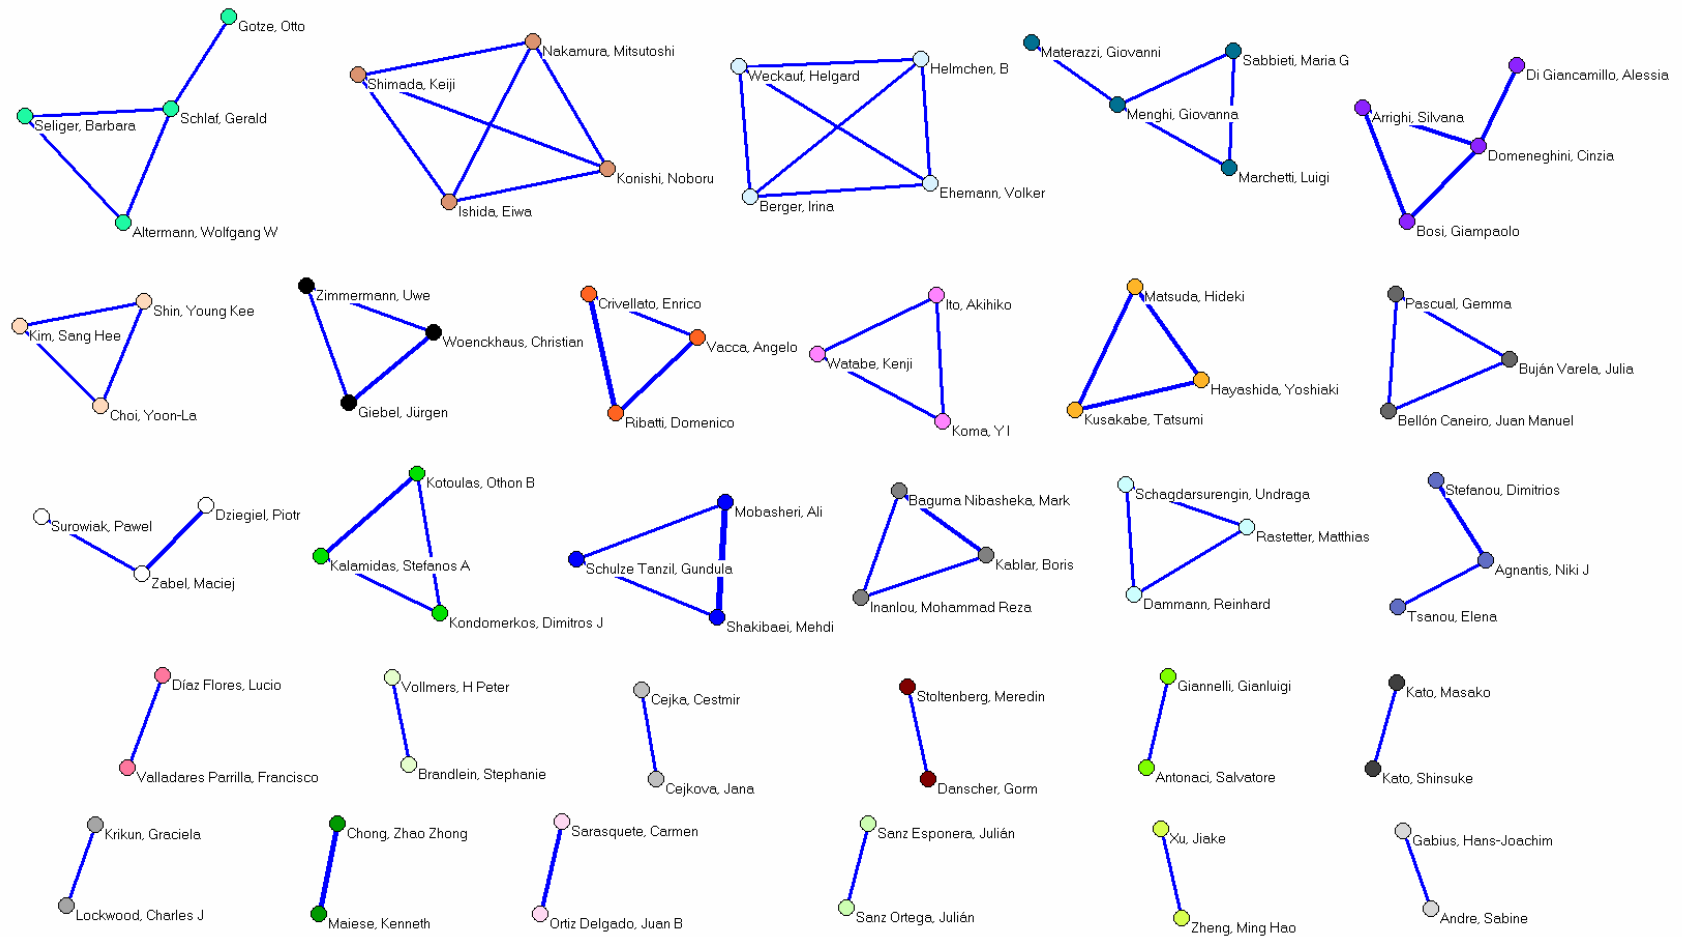 Gotze, Otto
Seliger, Barbara
Schlaf, Gerald
Altermann, Wolfgang W
Nakamura, Mitsutoshi
Shimada, Keiji
Konishi, Noboru
Ishida, Eiwa
Weckauf, Helgard
Helmchen, B
Ehemann, Volker
Berger, Irina
Materazzi, Giovanni
Sabbieti, Maria G
Menghi, Giovanna
Marchetti, Luigi
Di Giancamillo, Alessia
Arrighi, Silvana
Domeneghini, Cinzia
Bosi, Giampaolo
Shin, Young Kee
Kim, Sang Hee
Choi, Yoon-La
Zimmermann, Uwe
Woenckhaus, Christian
Giebel, Jürgen
Crivellato, Enrico
Vacca, Angelo
Ribatti, Domenico
Ito, Akihiko
Watabe, Kenji
Koma, Y I
Matsuda, Hideki
Hayashida, Yoshiaki
Kusakabe, Tatsumi
Pascual, Gemma
Buján Varela, Julia
Bellón Caneiro, Juan Manuel
Surowiak, Pawel
Dziegiel, Piotr
Zabel, Maciej
Kotoulas, Othon B
Kalamidas, Stefanos A
Kondomerkos, Dimitros J
Mobasheri, Ali
Schulze Tanzil, Gundula
Shakibaei, Mehdi
Baguma Nibasheka, Mark
Kablar, Boris
Inanlou, Mohammad Reza
Schagdarsurengin, Undraga
Rastetter, Matthias
Dammann, Reinhard
Stefanou, Dimitrios
Agnantis, Niki J
Tsanou, Elena
Díaz Flores, Lucio
Valladares Parrilla, Francisco
Vollmers, H Peter
Brandlein, Stephanie
Cejka, Cestmir
Cejkova, Jana
Stoltenberg, Meredin
Danscher, Gorm
Giannelli, Gianluigi
Antonaci, Salvatore
Kato, Masako
Kato, Shinsuke
Krikun, Graciela
Lockwood, Charles J
Chong, Zhao Zhong
Maiese, Kenneth
Sarasquete, Carmen
Ortiz Delgado, Juan B
Sanz Esponera, Julián
Sanz Ortega, Julián
Xu, Jiake
Zheng, Ming Hao
Gabius, Hans-Joachim
Andre, Sabine